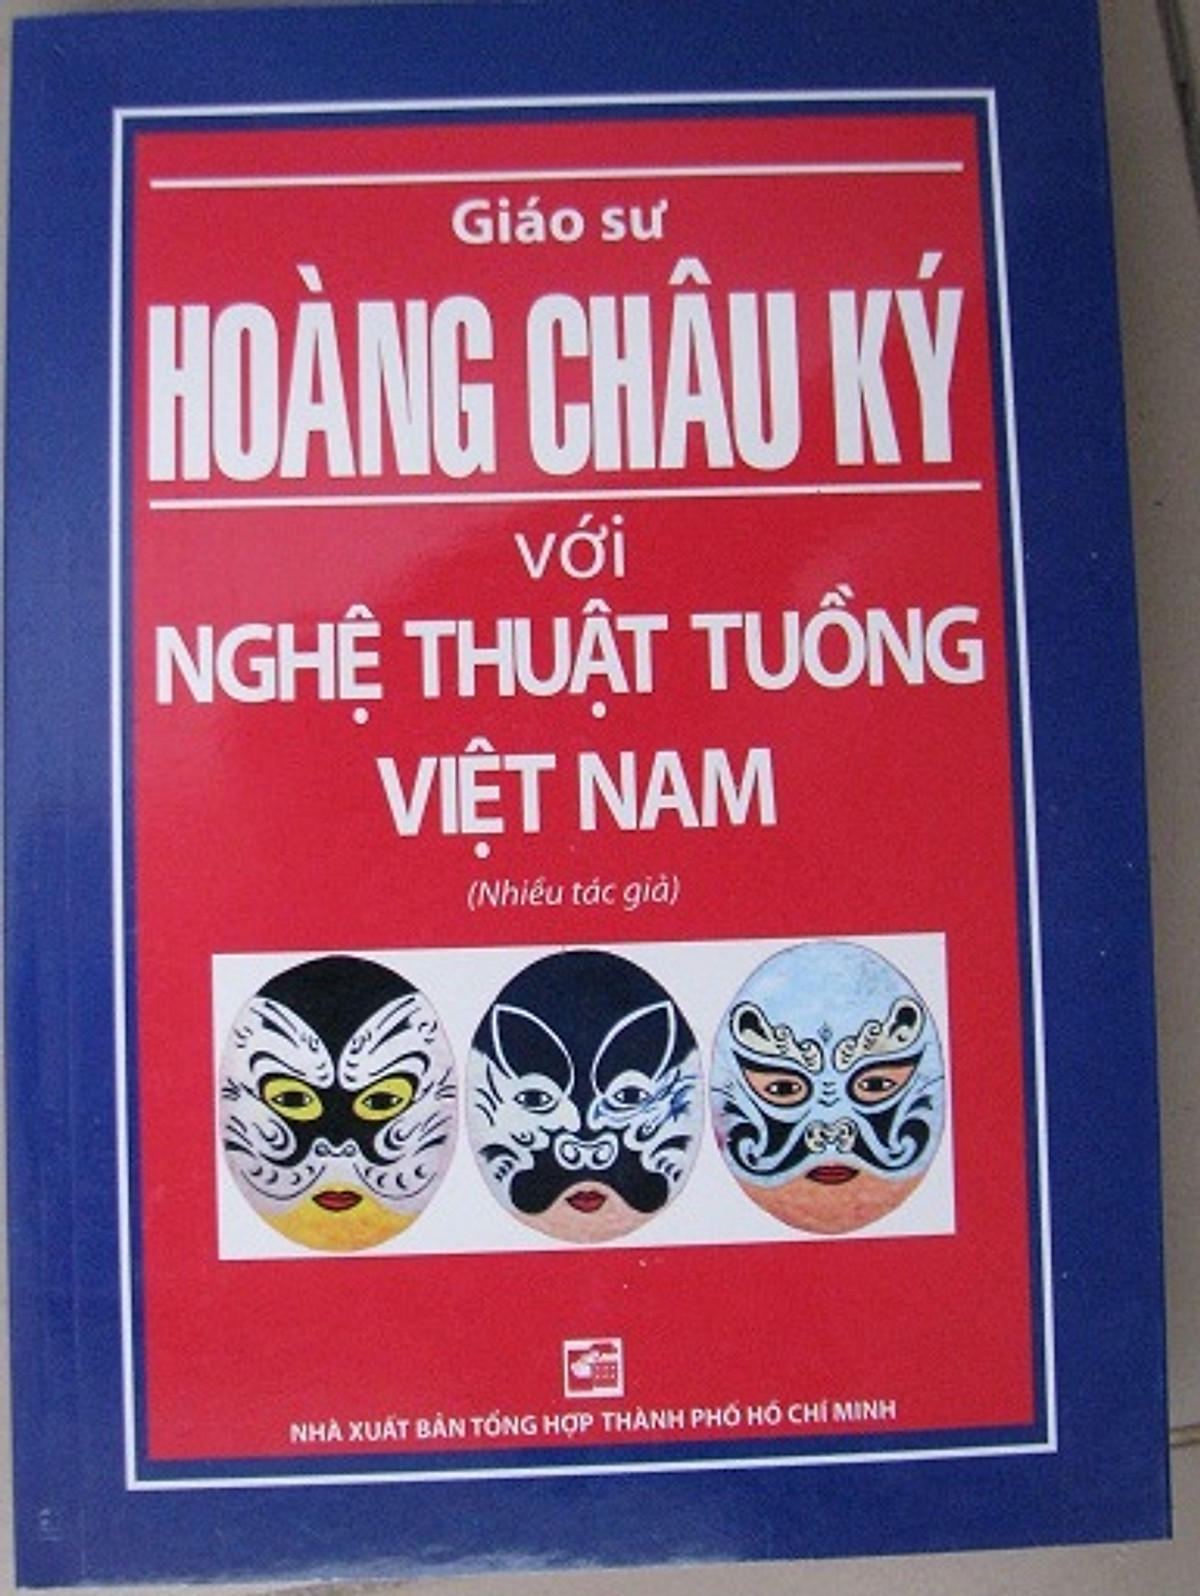 Giáo sư
HOÀNG CHÂU KÝ
với
NGHỆ THUẬT TUỒNG
VIỆT NAM
(Nhiều tác giả)
NHÀ XUẤT BẢN TỔNG HỢP THÀNH PHỐ HỒ CHÍ MINH